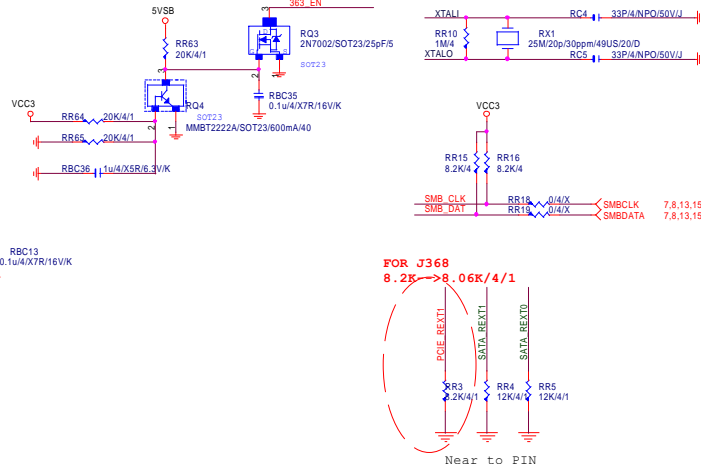 363_EN
5VSB
3
RQ3
2N7002/SOT23/25pF/5
SOT23
RR63
20K/4/1
2
1
RBC35
0.1u/4/X7R/16V/K
3
RQ4
SOT23
MMBT2222A/SOT23/600mA/40
2
1
VCC3
RR64
20K/4/1
RR65
20K/4/1
RBC36
1u/4/X5R/6.3V/K
XTALI
RC4
33P/4/NPO/50V/J
RR10
1M/4
RX1
25M/20p/30ppm/49US/20/D
XTALO
RC5
33P/4/NPO/50V/J
VCC3
RR15
8.2K/4
RR16
8.2K/4
SMB_CLK
RR18
0/4/X
SMBCLK
7,8,13,15
SMB_DAT
RR19
0/4/X
SMBDATA
7,8,13,15
RBC13
0.1u/4/X7R/16V/K
FOR J368
8.2K-->8.06K/4/1
PCIE_REXT1
SATA_REXT1
SATA_REXT0
RR3
8.2K/4/1
RR4
12K/4/1
RR5
12K/4/1
Near to PIN